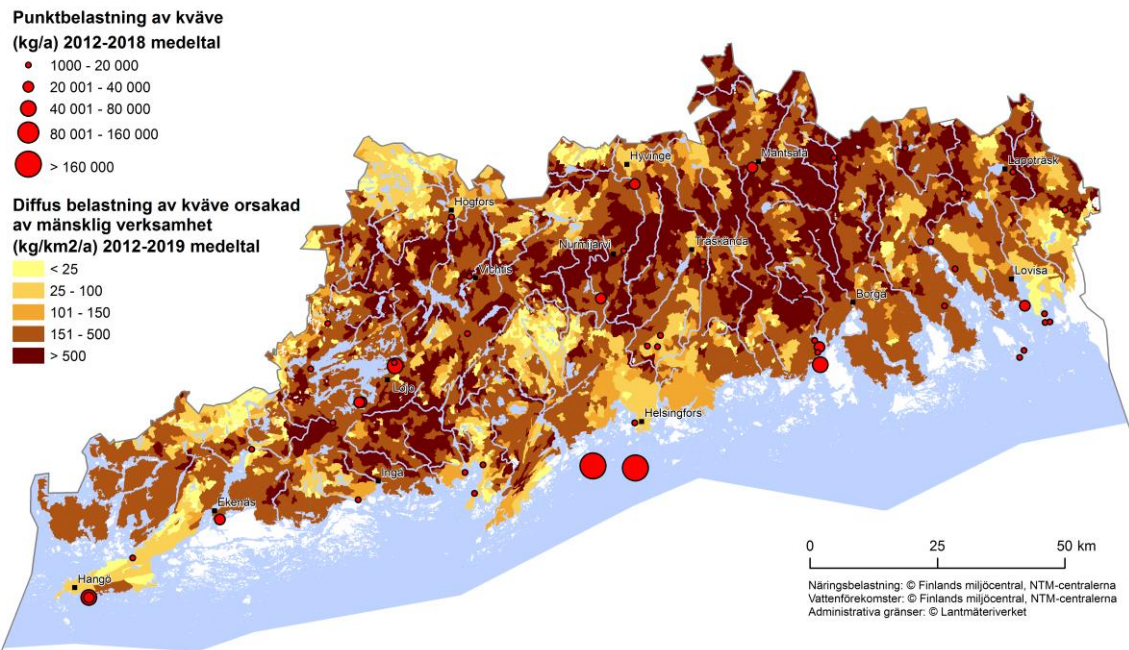 Punktbelastning av kväve
(kg/a) 2012-2018 medeltal
1000 - 20 000
20 001 - 40 000
40 001 - 80 000
80 001 - 160 000
> 160 000
Diffus belastning av kväve orsakad
av mänsklig verksamhet
(kg/km2/a) 2012-2019 medeltal
< 25
25 - 100
101 - 150
151 - 500
> 500
Hyvinge
Mäntsälä
Lappträsk
Högfors
Nurmijärvi
Träskända
Vichtis
Lovisa
Borgå
Lojo
Helsingfors
Ingå
Ekenäs
Hangö
0 25 50 km
Näringsbelastning: © Finlands miljöcentral, NTM-centralerna
Vattenförekomster: © Finlands miljöcentral, NTM-centralerna
Administrativa gränser: © Lantmäteriverket